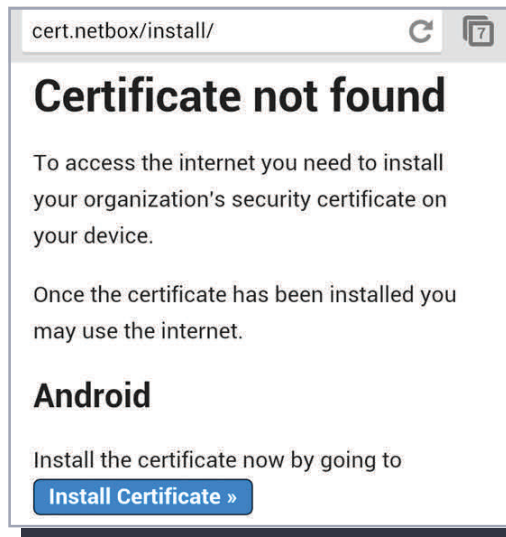 cert.netbox/install/
7
Certificate not found
To access the internet you need to install
your organization's security certificate on
your device.
Once the certificate has been installed you
may use the internet.
Android
Install the certificate now by going to
Install Certificate »